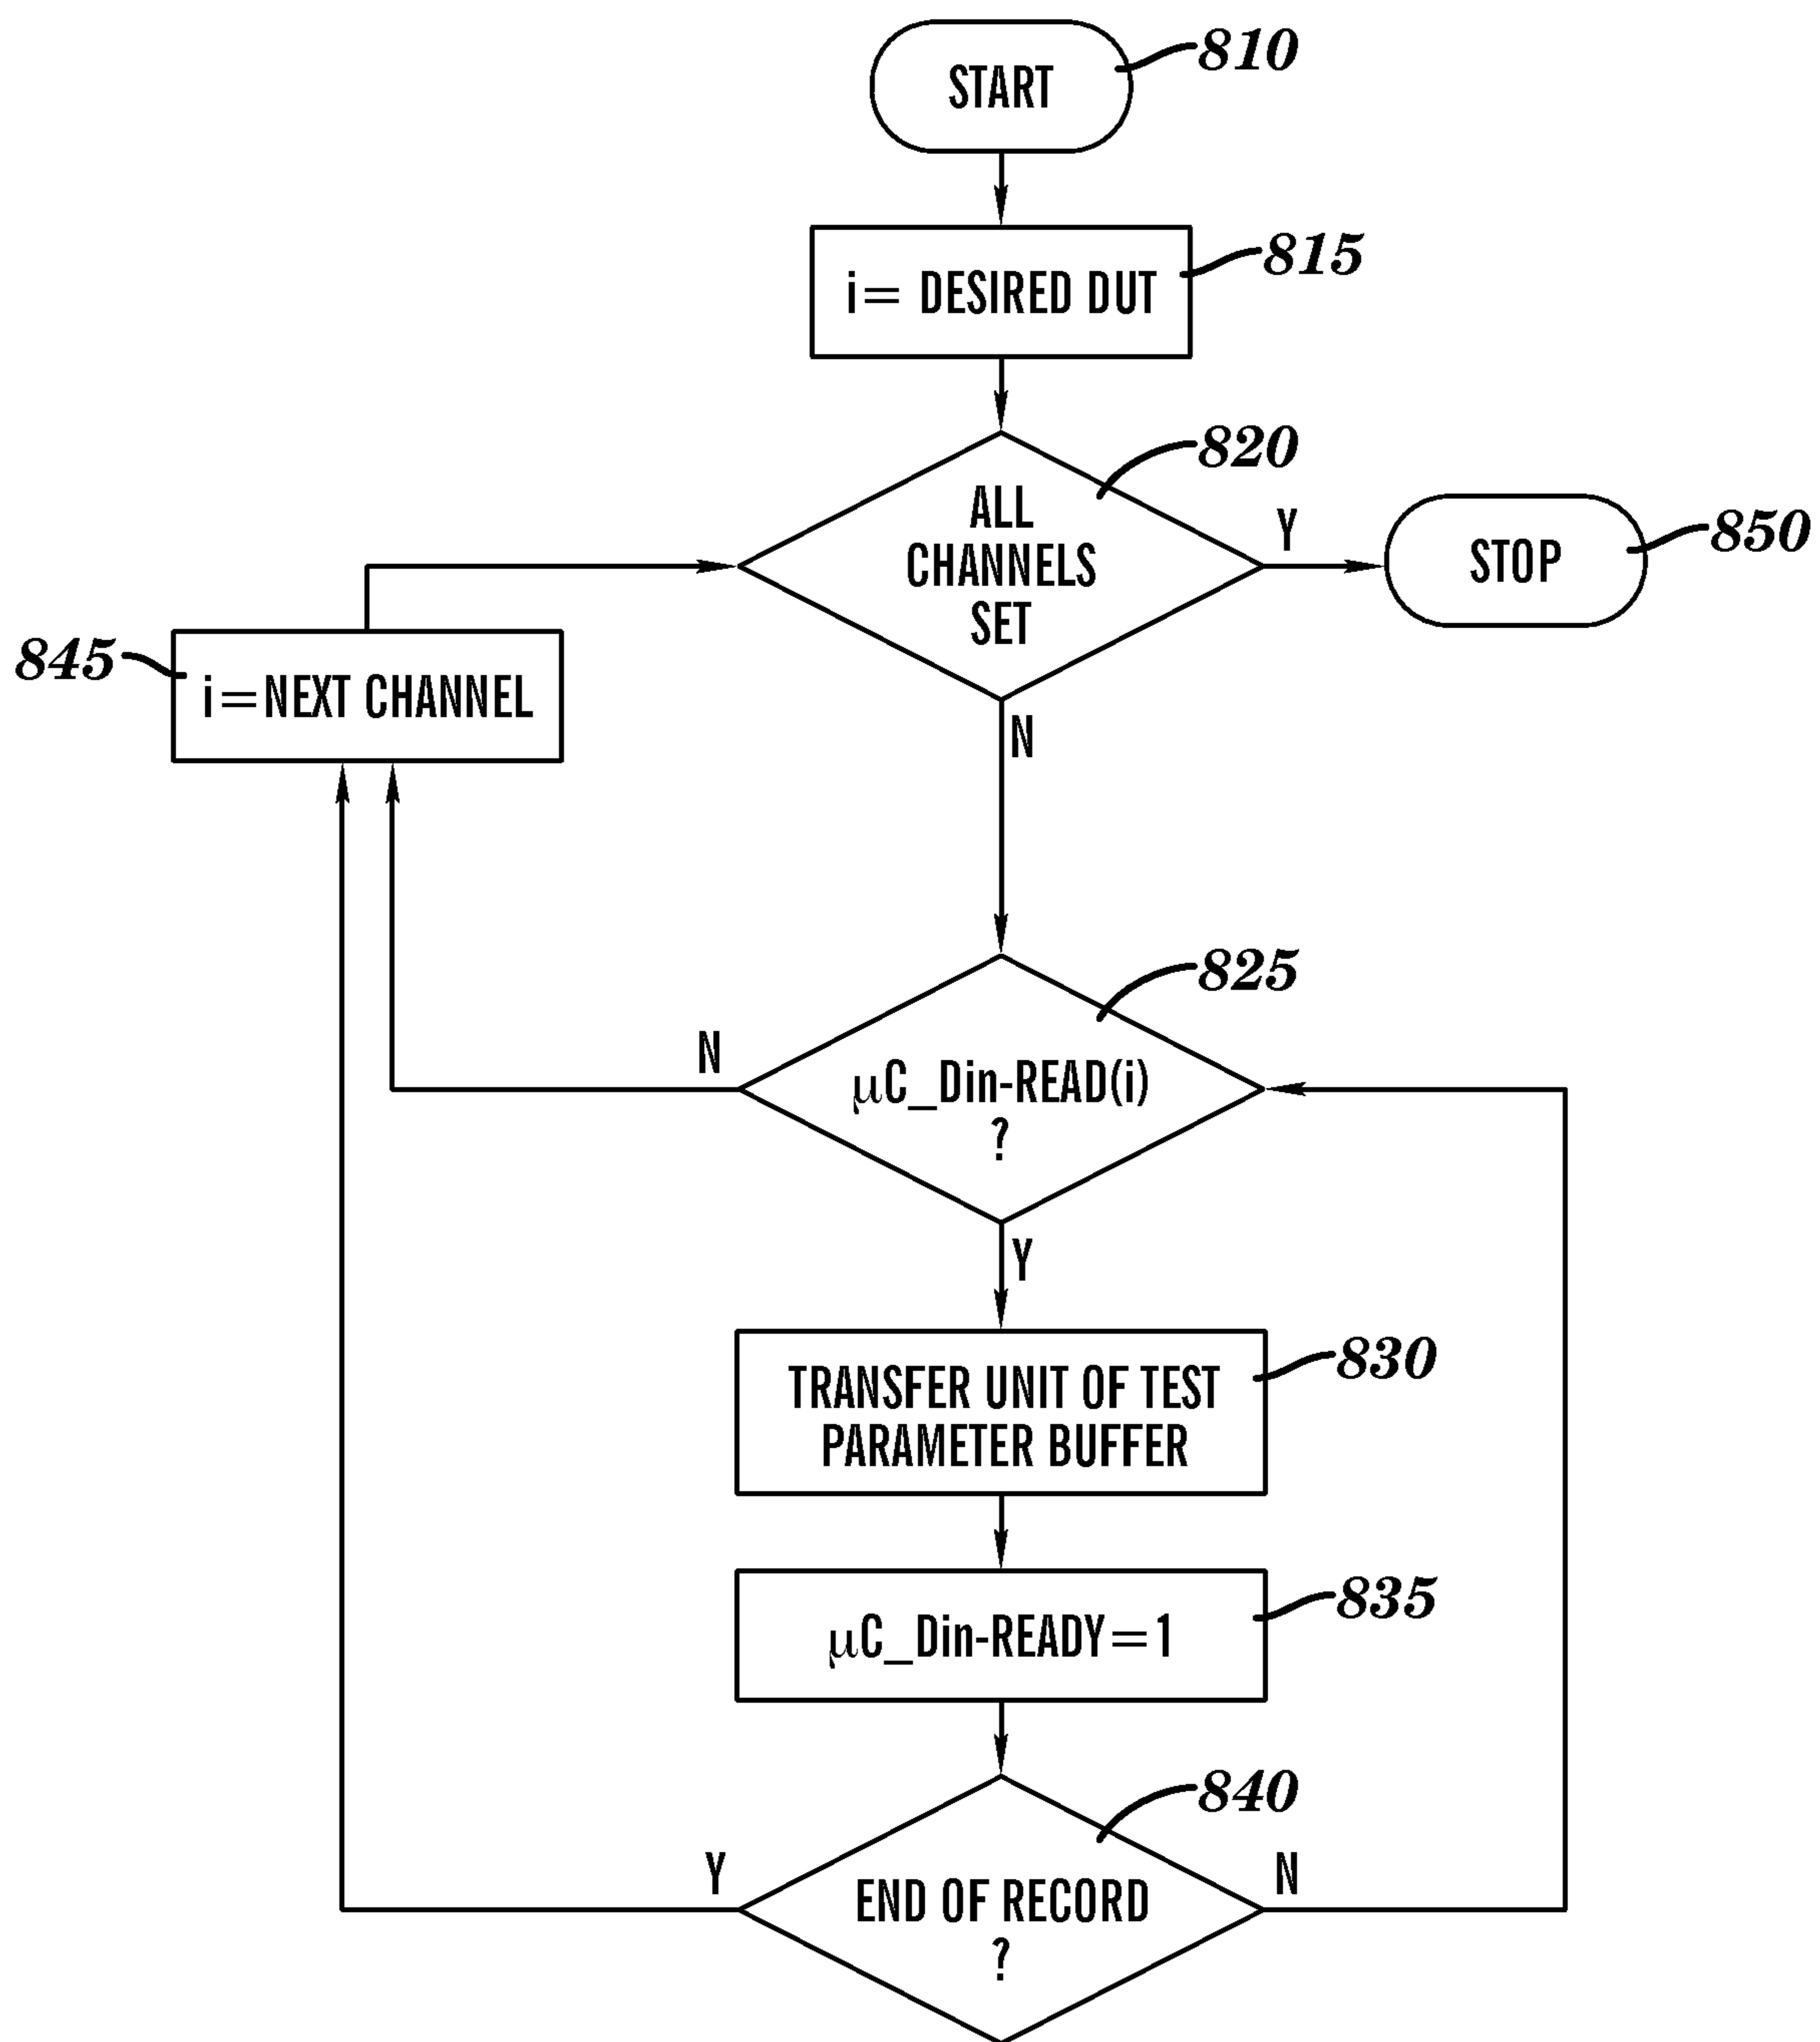 START
810
i= DESIRED DUT
815
ALL
CHANNELS
SET
820
Y
STOP
850
845
i=NEXT CHANNEL
N
825
N
μC_Din-READ(i)
?
Y
TRANSFER UNIT OF TEST
PARAMETER BUFFER
830
μC_Din-READY=1
835
840
Y
END OF RECORD
?
N